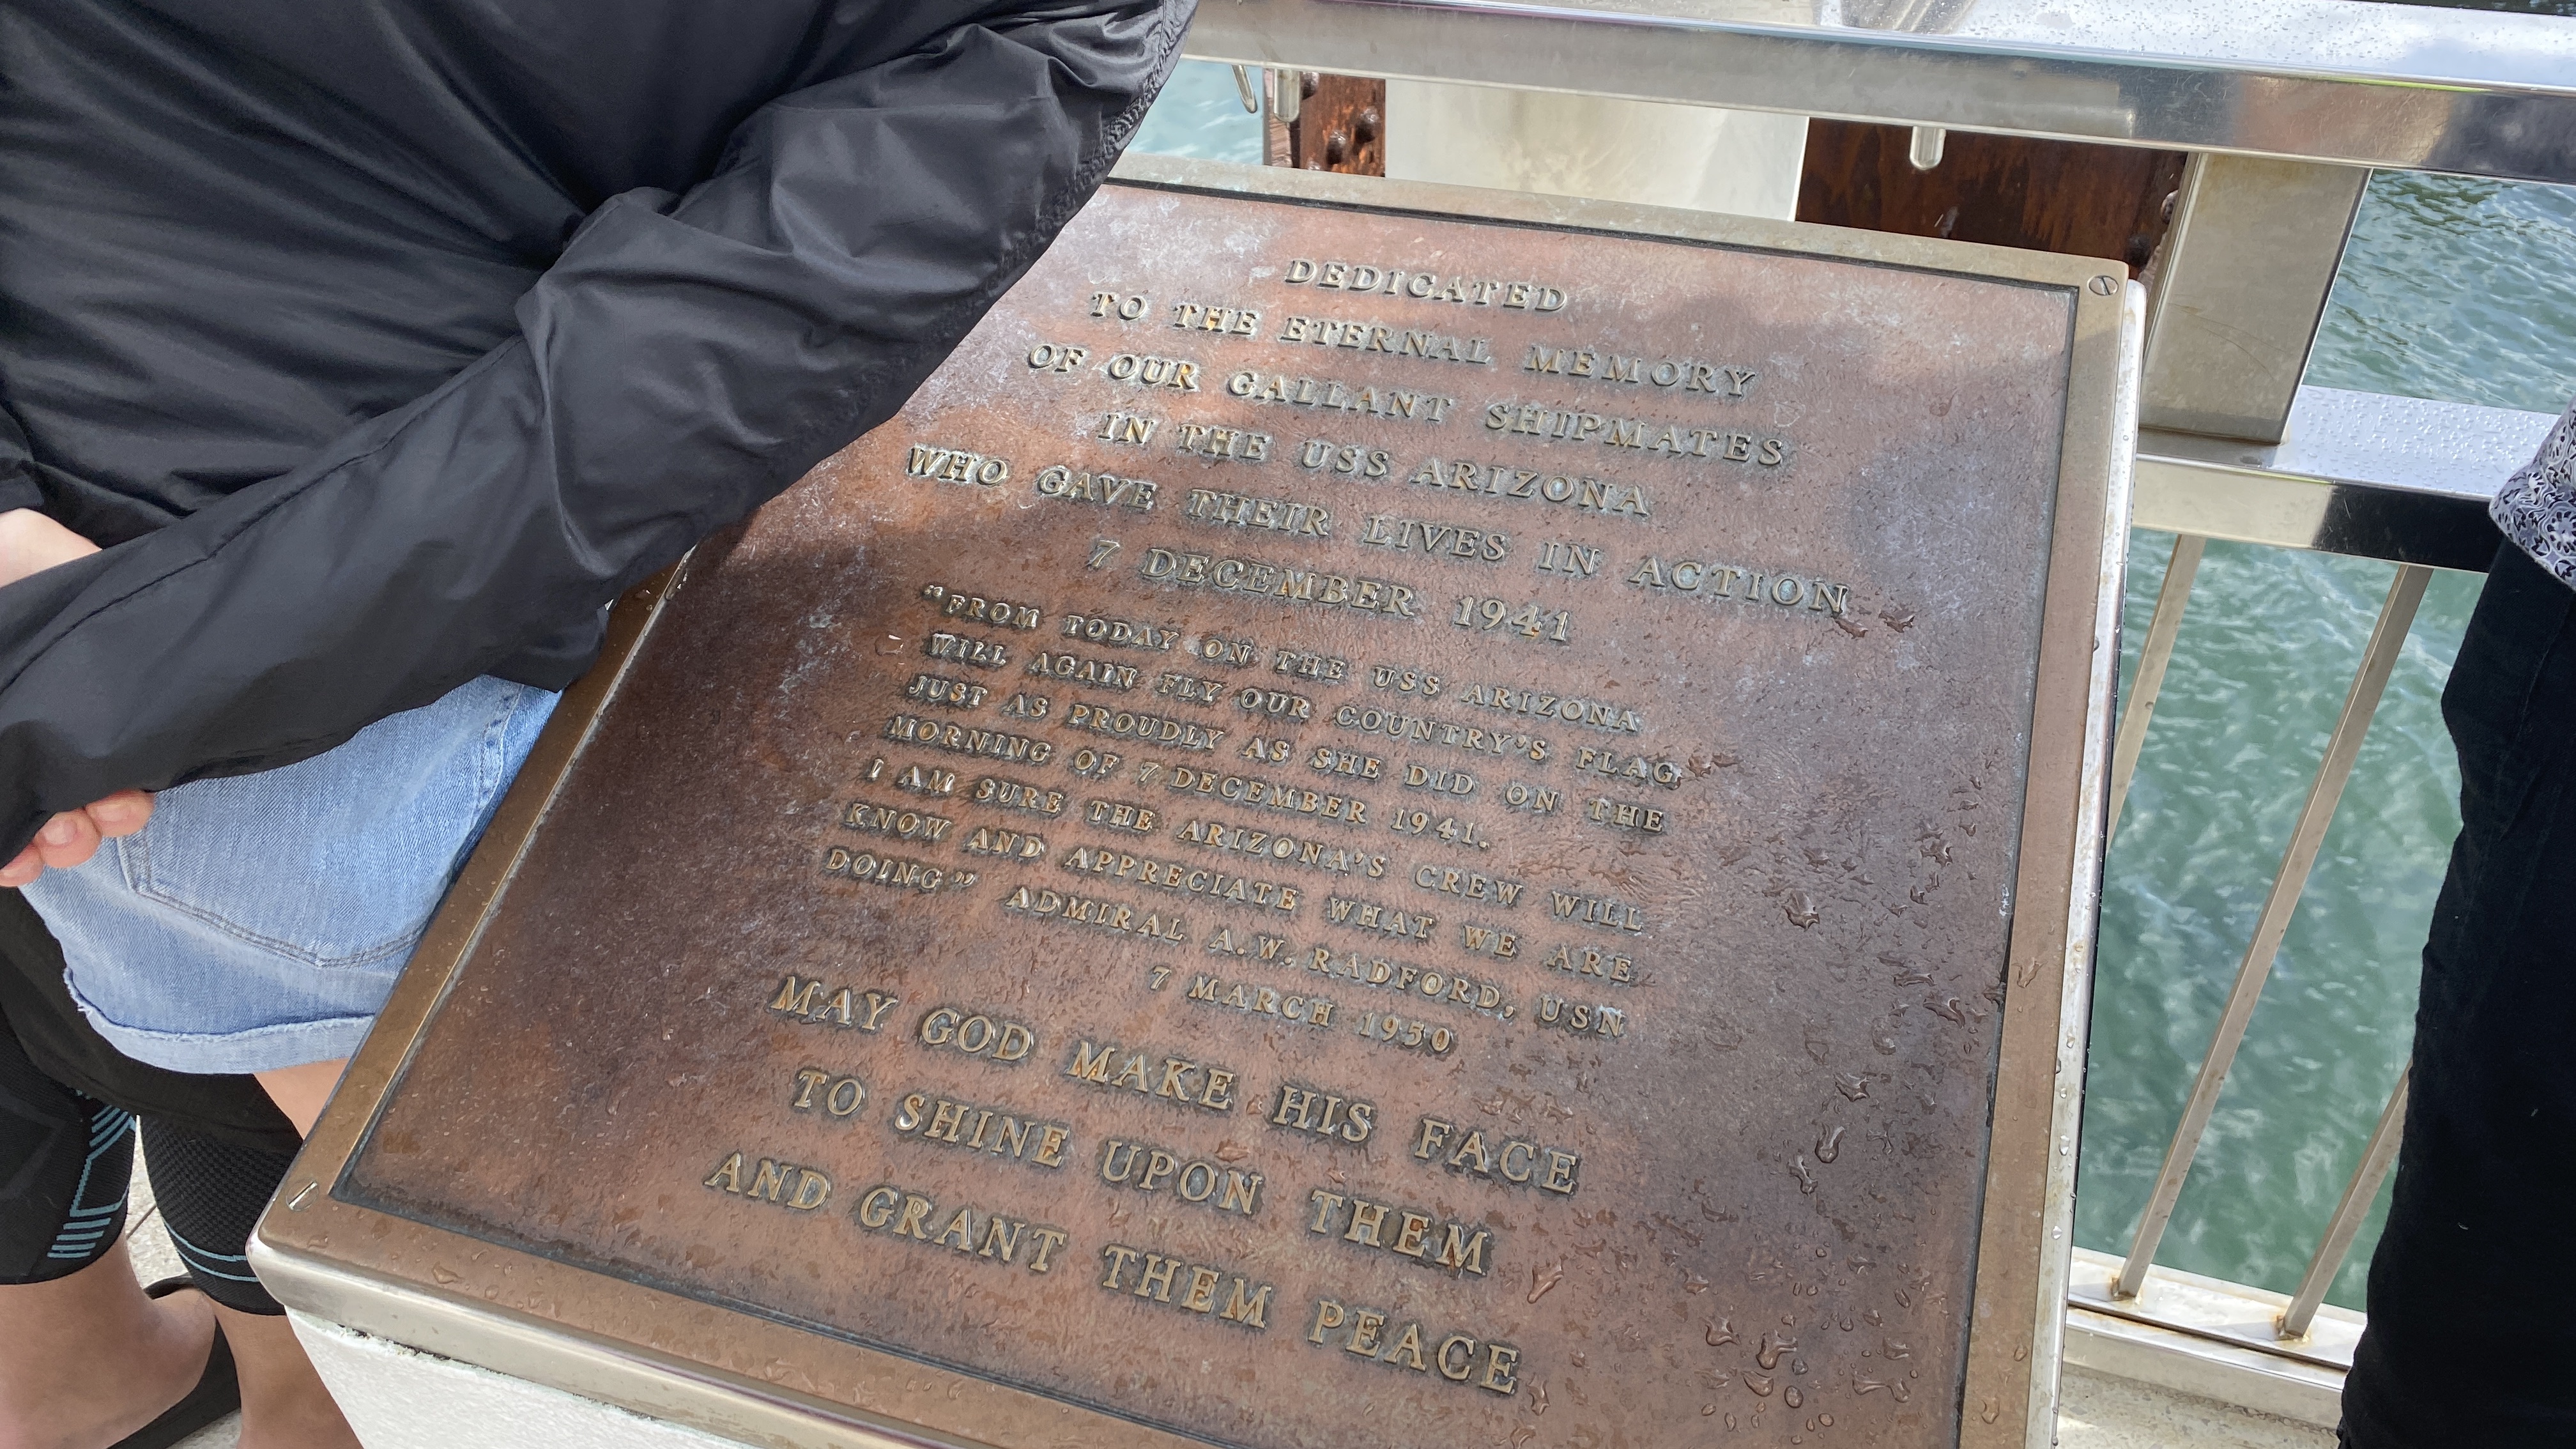 DEDICATED
TO THE ETERNAL MEMORY
OF OUR GALLANT SHIPMATES
IN THE USS ARIZONA
WHO GAVE THEIR LIVES IN ACTION
7 DECEMBER 1941
“FROM TODAY ON THE USS ARIZONA
WILL AGAIN FLY OUR COUNTRY’S FLAG
JUST AS PROUDLY AS SHE DID ON THE
MORNING OF 7 DECEMBER 1941.
I AM SURE THE ARIZONA’S CREW WILL
KNOW AND APPRECIATE WHAT WE ARE
DOING” ADMIRAL A.W. RADFORD, USN
7 MARCH 1950
MAY GOD MAKE HIS FACE
TO SHINE UPON THEM
AND GRANT THEM PEACE